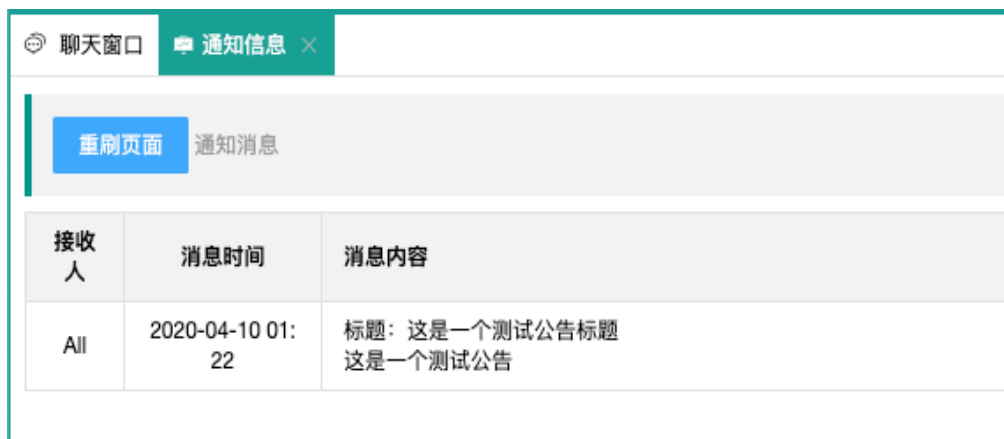 聊天窗口 通知信息
重刷页面 通知消息
接收
人
消息时间
消息内容
All
2020-04-10 01:
22
标题：这是一个测试公告标题
这是一个测试公告